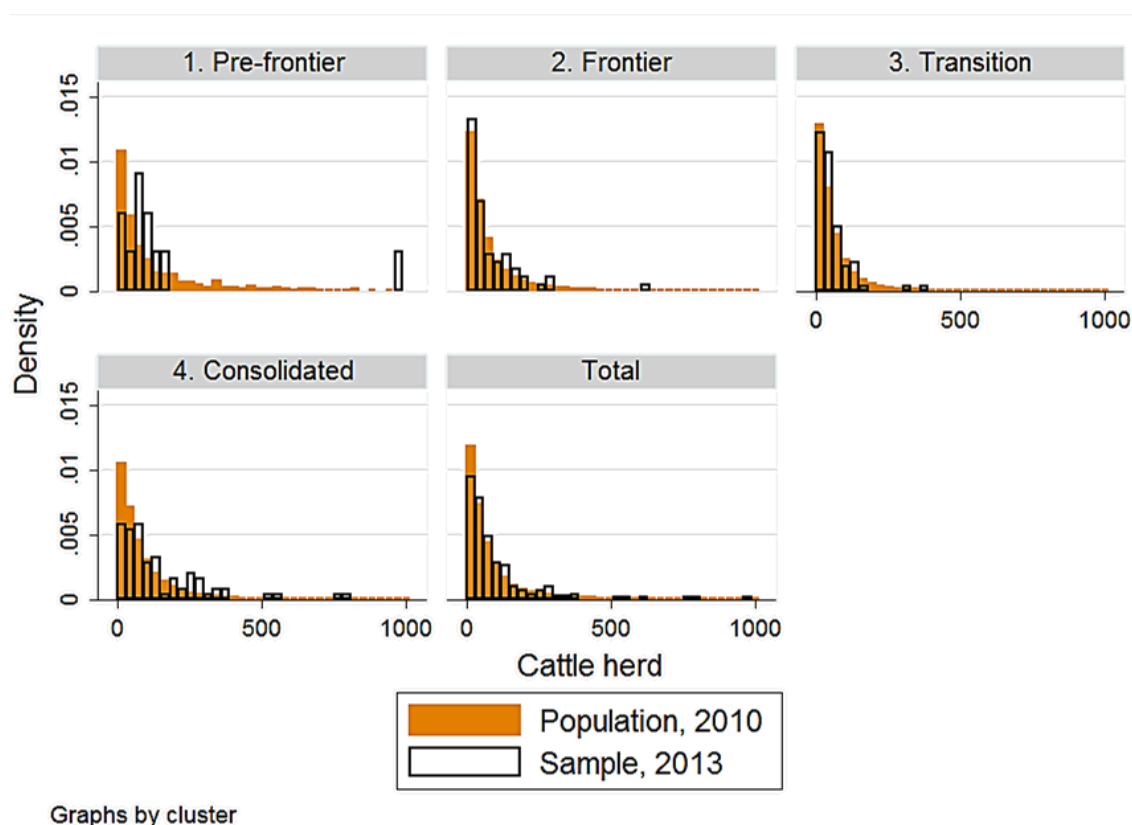 1. Pre-frontier
2. Frontier
3. Transition
.015
.01
.005
0
0
500
1000
4. Consolidated
Total
.015
.01
.005
0
0
500
1000
0
500
1000
Density
Cattle herd
Population, 2010
Sample, 2013
Graphs by cluster